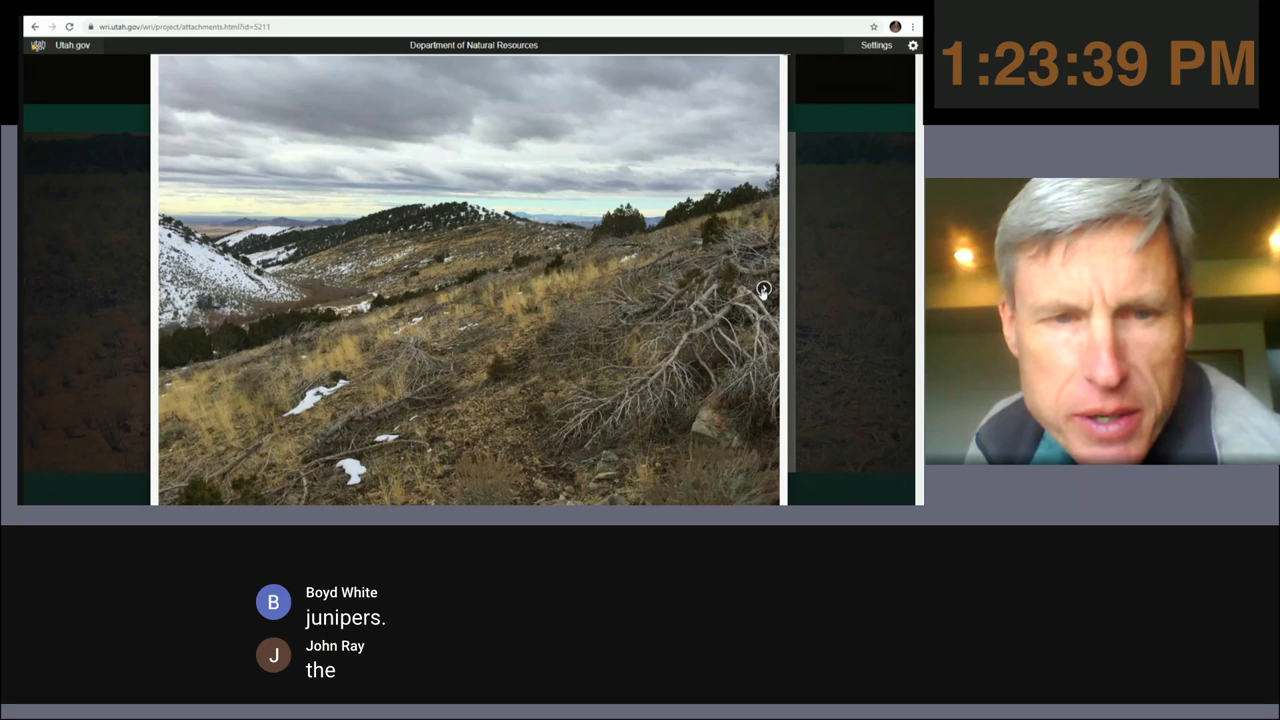 wri.utah.gov/wri/project/attachments.html?id=5211
Utah.gov
Department of Natural Resources
Settings
1:23:39 PM
B
Boyd White
junipers.
J
John Ray
the